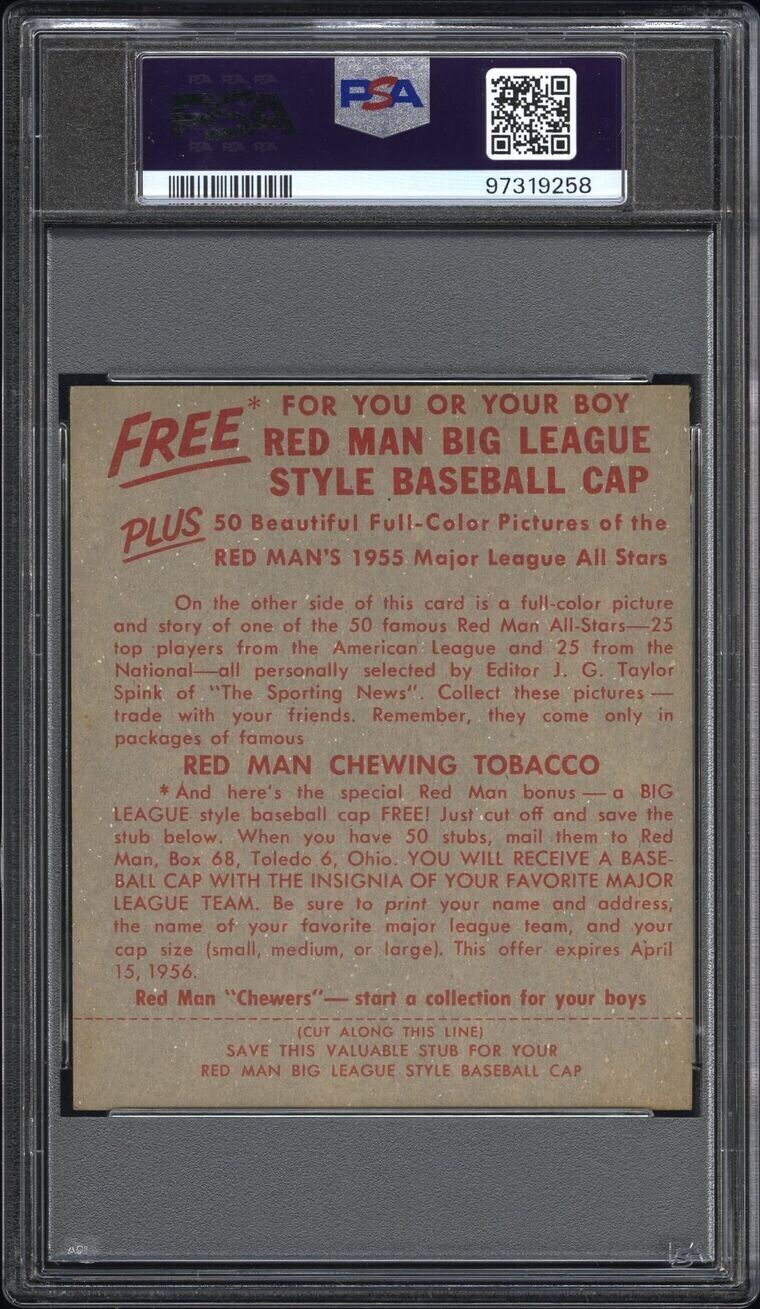 PSA PSA PSA
PSA
PSA PSA PSA
PSA
97319258
FREE* FOR YOU OR YOUR BOY
RED MAN BIG LEAGUE
STYLE BASEBALL CAP
PLUS 50 Beautiful Full-Color Pictures of the
RED MAN'S 1955 Major League All Stars
On the other side of this card is a full-color picture
and story of one of the 50 famous Red Man All-Stars—25
top players from the American League and 25 from the
National—all personally selected by Editor J. G. Taylor
Spink of "The Sporting News". Collect these pictures —
trade with your friends. Remember, they come only in
packages of famous
RED MAN CHEWING TOBACCO
* And here's the special Red Man bonus — a BIG
LEAGUE style baseball cap FREE! Just cut off and save the
stub below. When you have 50 stubs, mail them to Red
Man, Box 68, Toledo 6, Ohio. YOU WILL RECEIVE A BASE-
BALL CAP WITH THE INSIGNIA OF YOUR FAVORITE MAJOR
LEAGUE TEAM. Be sure to print your name and address,
the name of your favorite major league team, and your
cap size (small, medium, or large). This offer expires April
15, 1956.
Red Man "Chewers"— start a collection for your boys
(CUT ALONG THIS LINE)
SAVE THIS VALUABLE STUB FOR YOUR
RED MAN BIG LEAGUE STYLE BASEBALL CAP